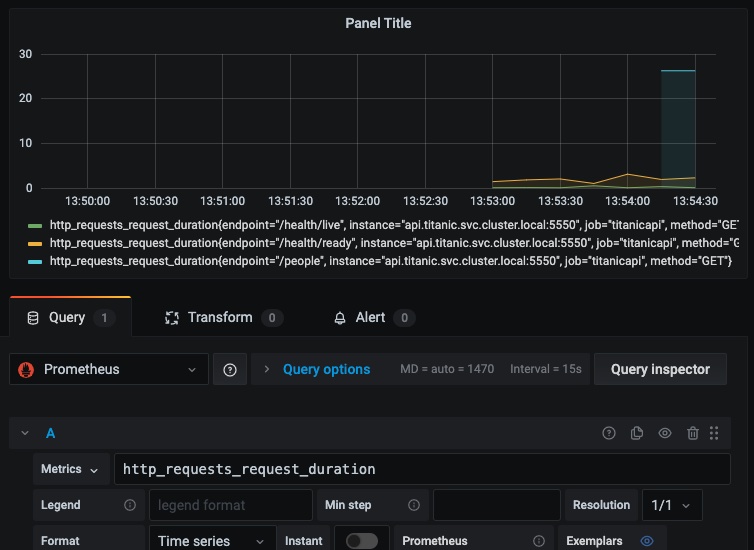 Panel Title
30
20
10
0
13:50:00 13:50:30 13:51:00 13:51:30 13:52:00 13:52:30 13:53:00 13:53:30 13:54:00 13:54:30
http_requests_request_duration{endpoint="/health/live", instance="api.titanic.svc.cluster.local:5550", job="titanicapi", method="GE
http_requests_request_duration{endpoint="/health/ready", instance="api.titanic.svc.cluster.local:5550", job="titanicapi", method="G
http_requests_request_duration{endpoint="/people", instance="api.titanic.svc.cluster.local:5550", job="titanicapi", method="GET"}
Query 1 Transform 0 Alert 0
Prometheus Query options MD = auto = 1470 Interval = 15s Query inspector
A
Metrics http_requests_request_duration
Legend legend format Min step Resolution 1/1
Format Time series Instant Prometheus Exemplars